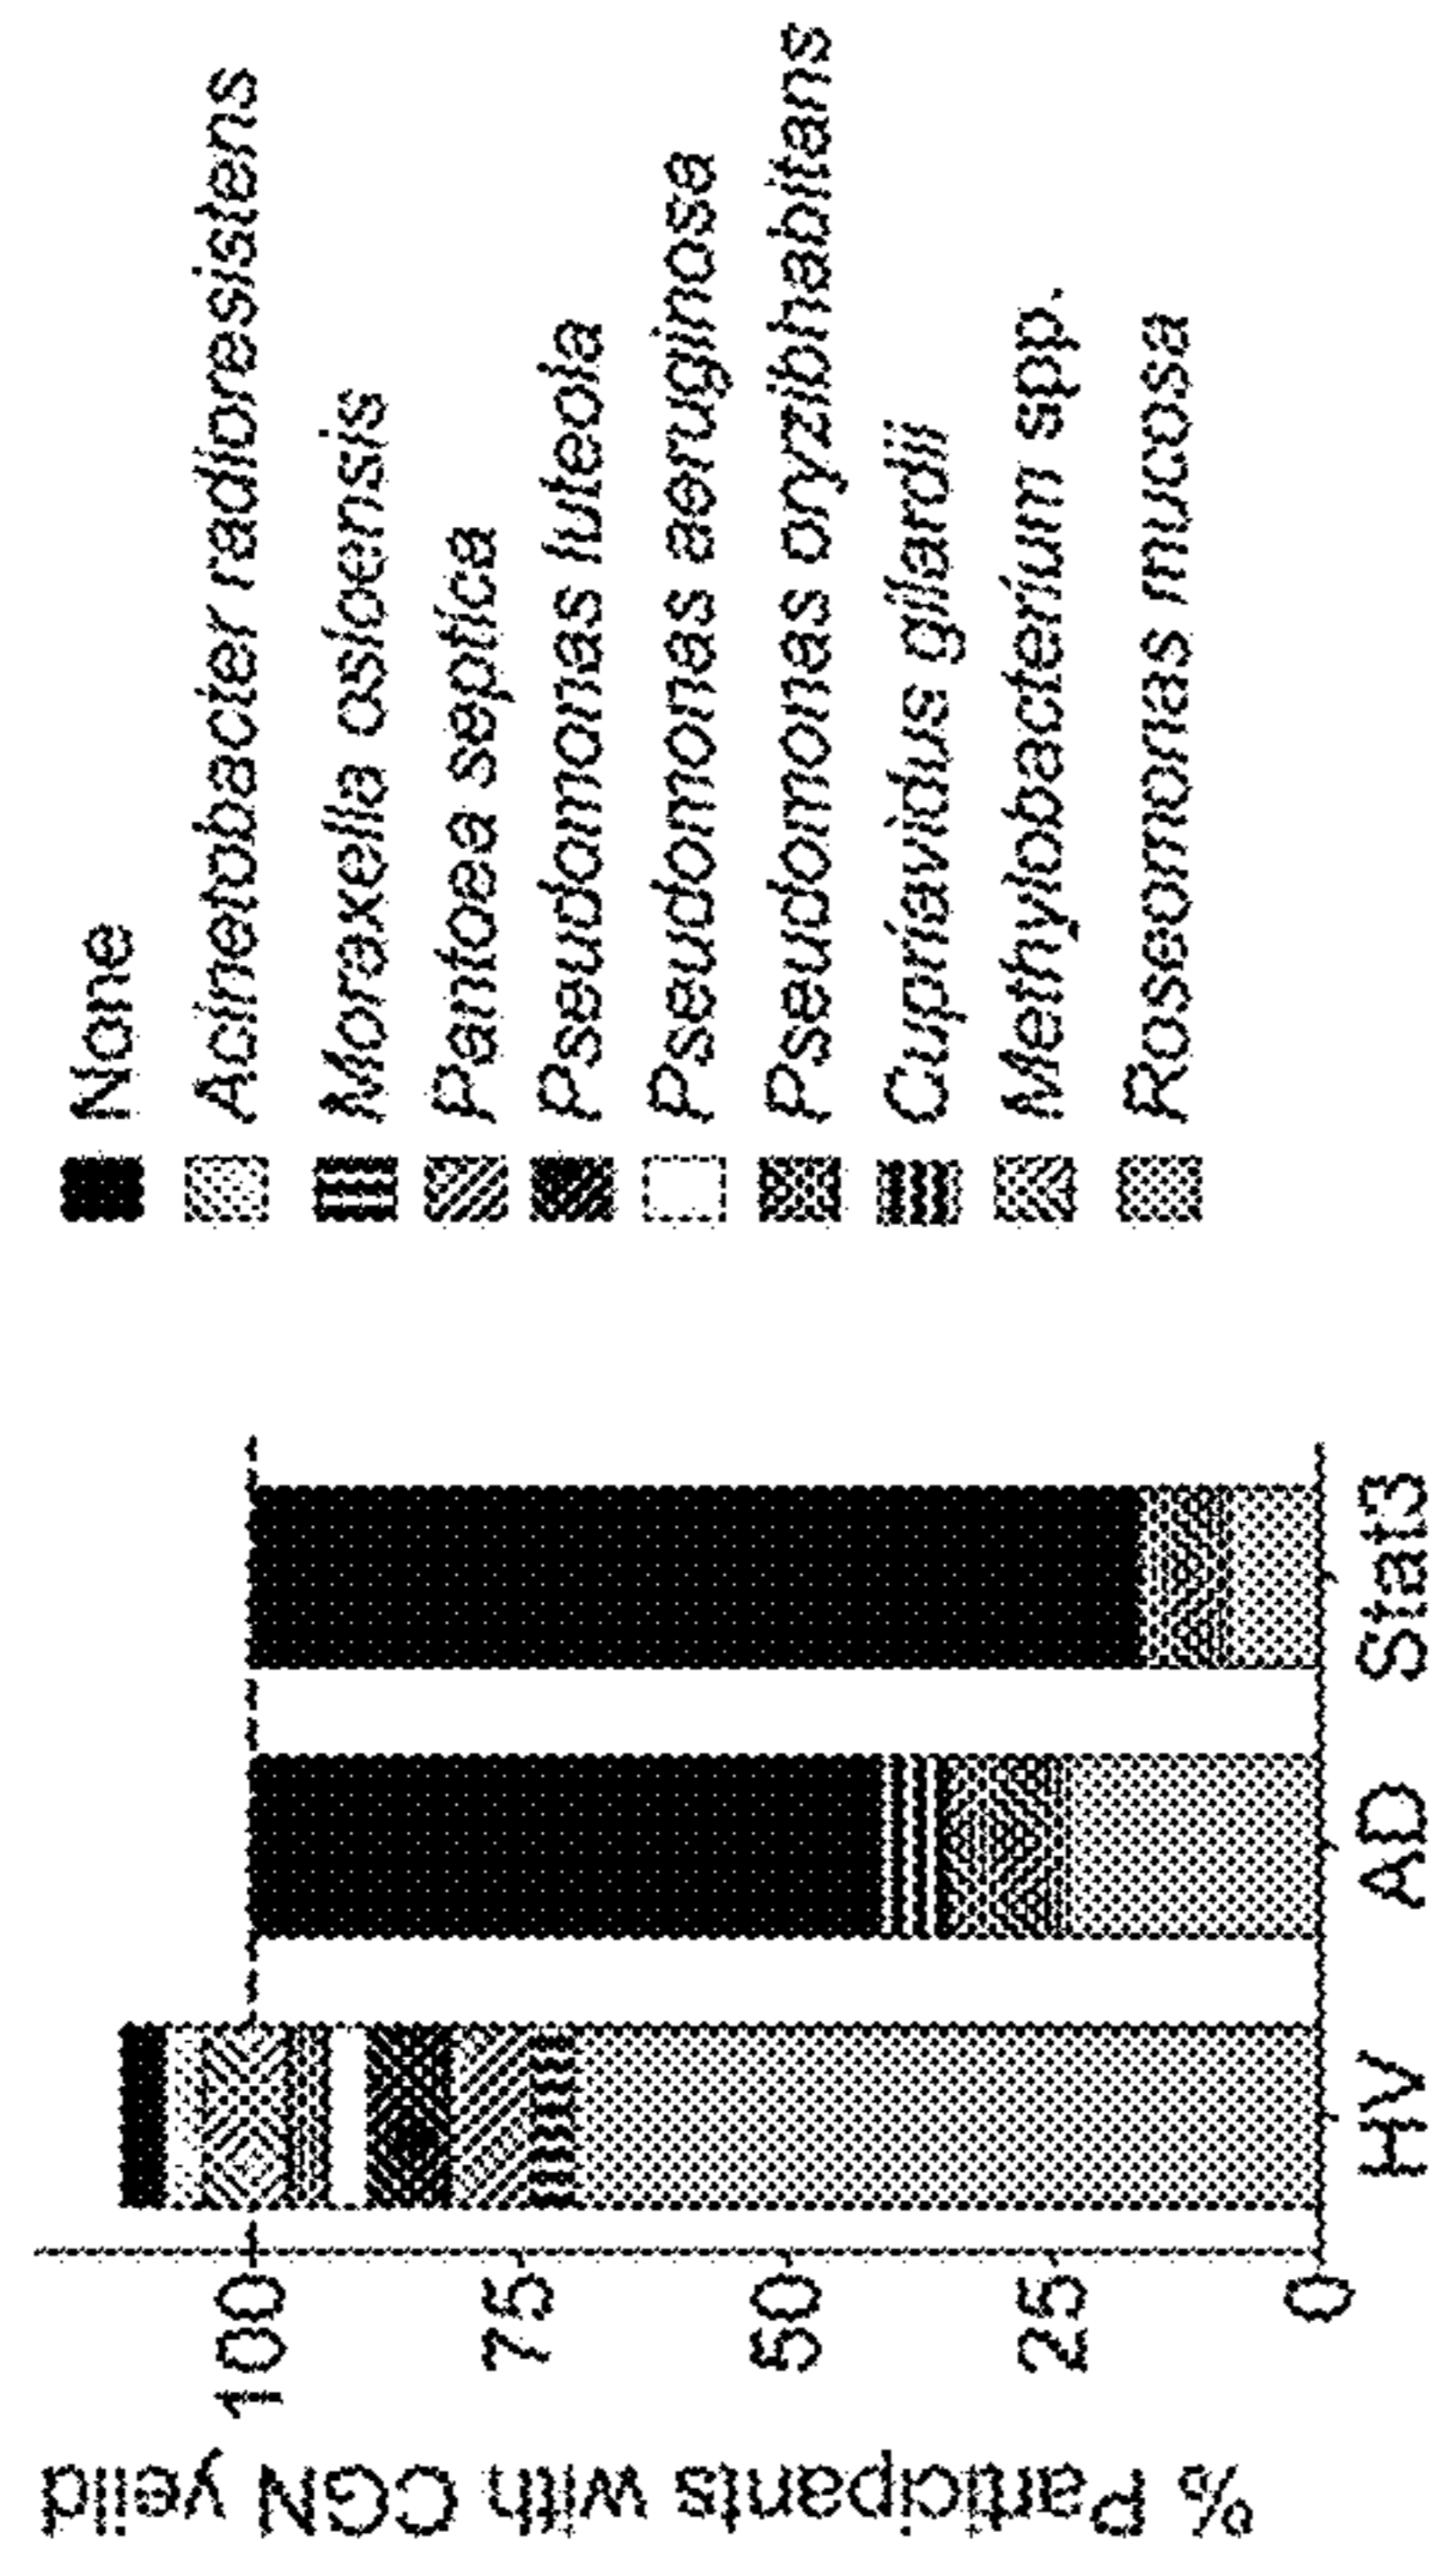 % Participants with CGN yeild
100
75
50
25
0
HV
AD
Stat3
None
Acinetobacter radioresistens
Moraxella osloensis
Pantoea septica
Pseudomonas luteola
Pseudomonas aeruginosa
Pseudomonas oryzibhabitans
Cupriavidus gilardii
Methylobacterium spp.
Roseomonas mucosa